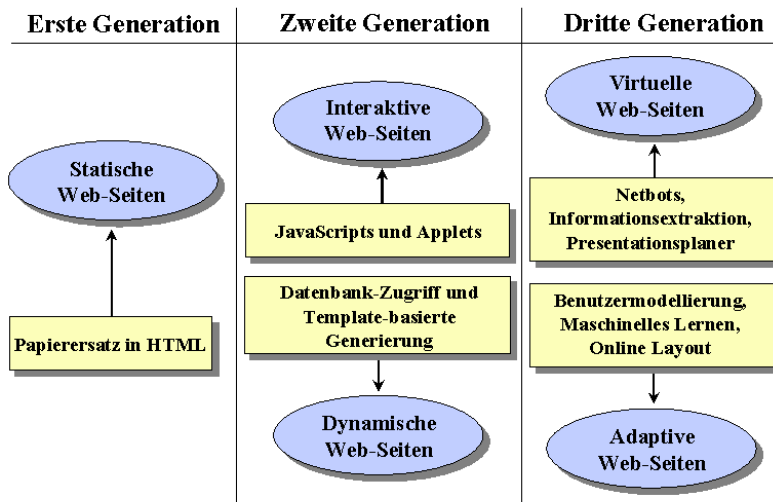 Erste Generation
Statische
Web-Seiten
Papierersatz in HTML
Zweite Generation
Interaktive
Web-Seiten
JavaScripts und Applets
Datenbank-Zugriff und
Template-basierte
Generierung
Dynamische
Web-Seiten
Dritte Generation
Virtuelle
Web-Seiten
Netbots,
Informationsextraktion,
Presentationsplaner
Benutzermodellierung,
Maschinelles Lernen,
Online Layout
Adaptive
Web-Seiten